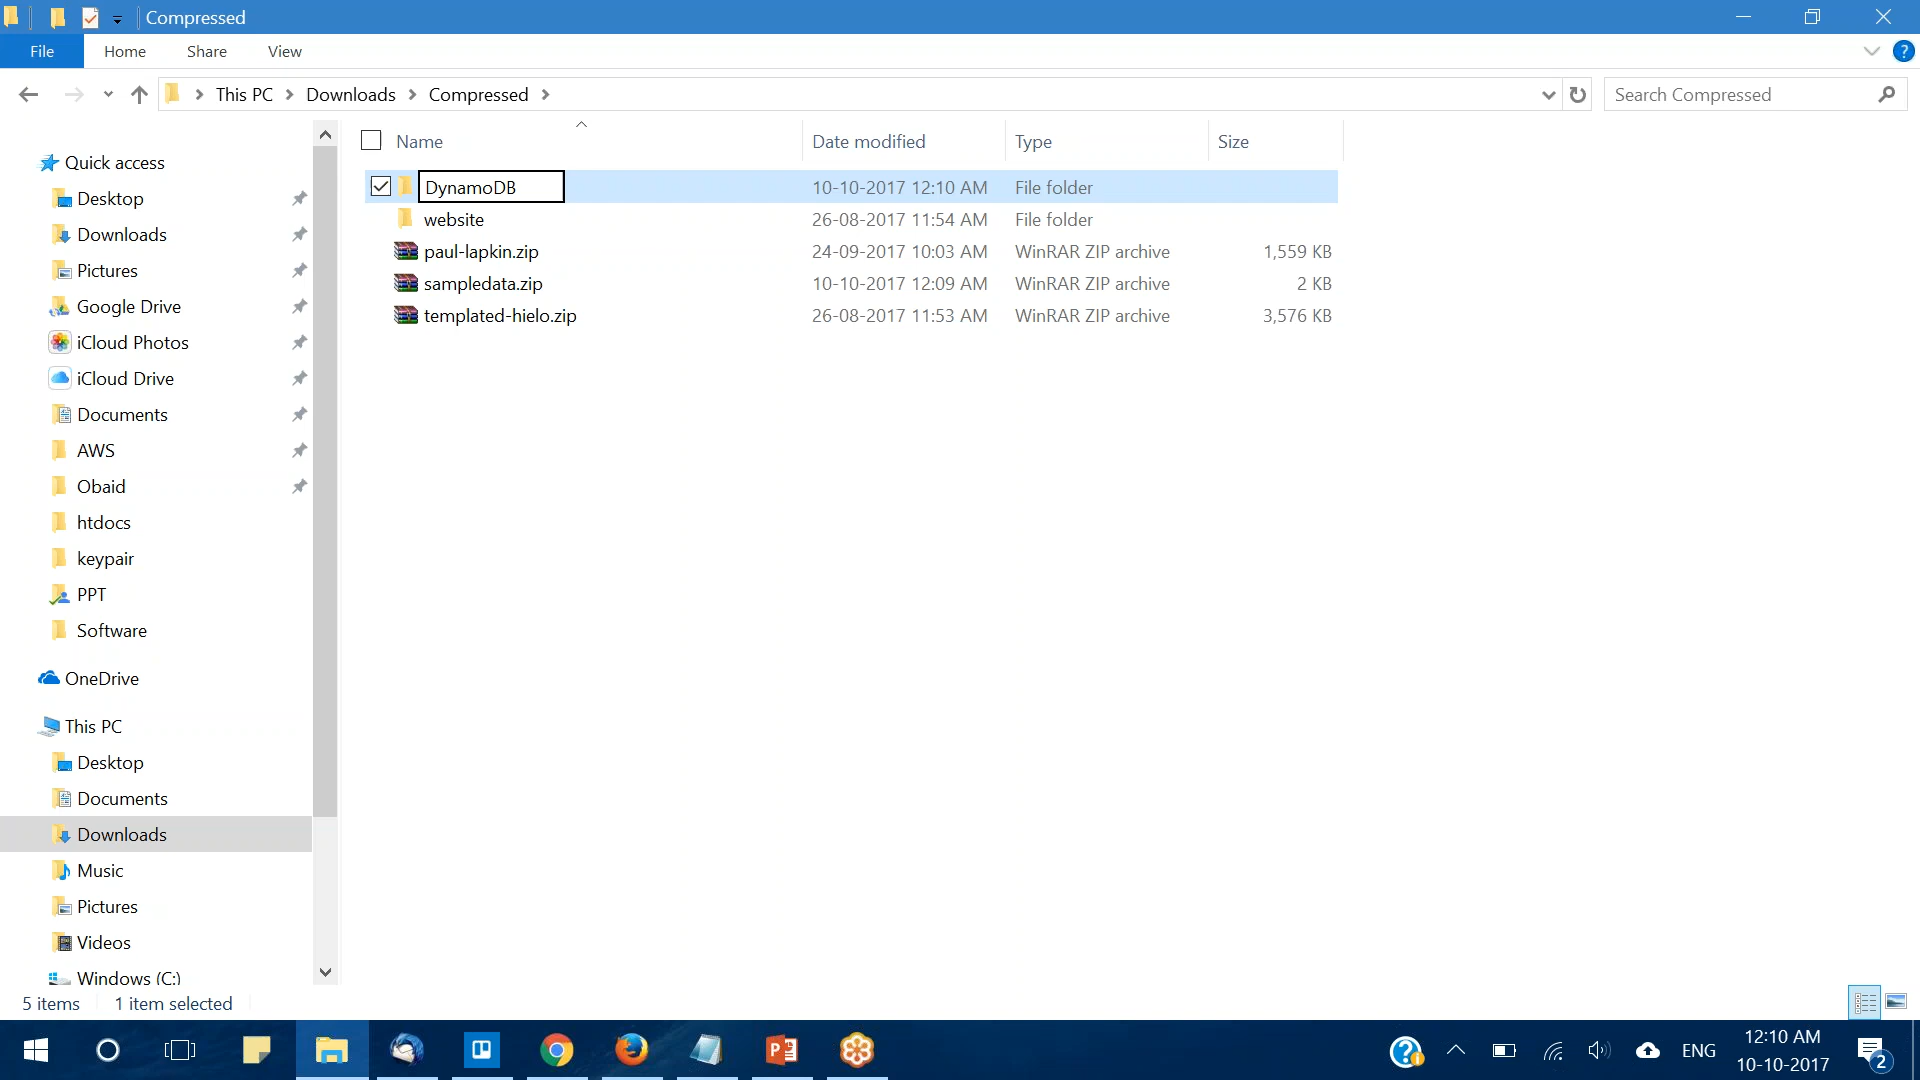 Compressed
File Home Share View
This PC Downloads Compressed Search Compressed
Name Date modified Type Size
DynamoDB 10-10-2017 12:10 AM File folder
website 26-08-2017 11:54 AM File folder
paul-lapkin.zip 24-09-2017 10:03 AM WinRAR ZIP archive 1,559 KB
sampledata.zip 10-10-2017 12:09 AM WinRAR ZIP archive 2 KB
templated-hielo.zip 26-08-2017 11:53 AM WinRAR ZIP archive 3,576 KB
Quick access
Desktop
Downloads
Pictures
Google Drive
iCloud Photos
iCloud Drive
Documents
AWS
Obaid
htdocs
keypair
PPT
Software
OneDrive
This PC
Desktop
Documents
Downloads
Music
Pictures
Videos
Windows (C:)
5 items 1 item selected
ENG 12:10 AM
10-10-2017 2